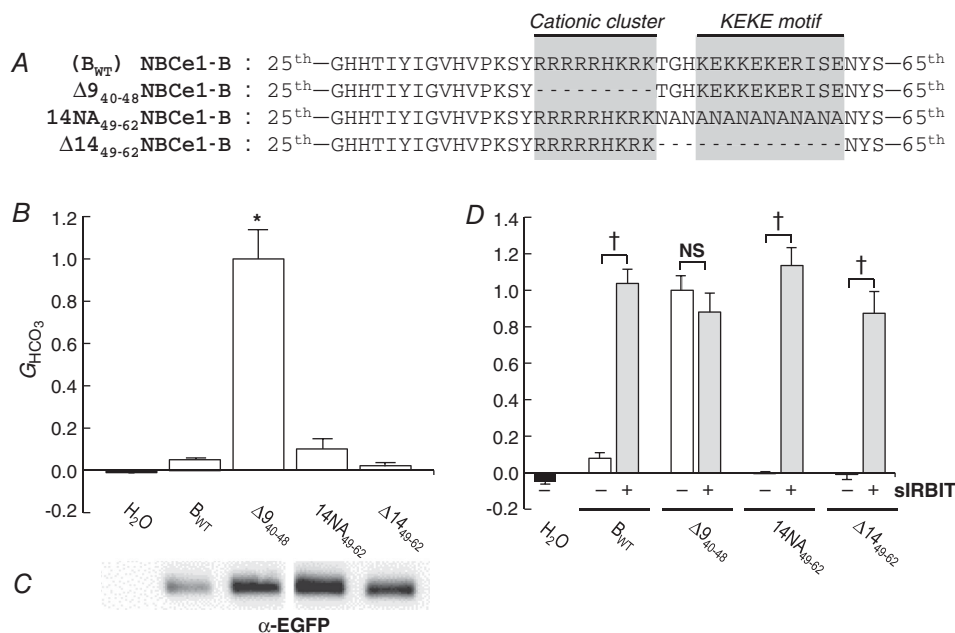 Cationic cluster KEKE motif
A (BWT) NBCe1-B : 25th—GHHTIYIGVHVPKSYRRRRRHKRKTGHKEKKEKERISENYS—65th
Δ940-48NBCe1-B : 25th—GHHTIYIGVHVPKSY---------TGHKEKKEKERISENYS—65th
14NA49-62NBCe1-B : 25th—GHHTIYIGVHVPKSYRRRRRHKRKNANANANANANANANYS—65th
Δ1449-62NBCe1-B : 25th—GHHTIYIGVHVPKSYRRRRRHKRK--------------NYS—65th
B
GHCO3
1.2
1.0
0.8
0.6
0.4
0.2
0.0
-0.2
*
H2O BWT Δ940-48 14NA49-62 Δ1449-62
C
α-EGFP
D
1.4
1.2
1.0
0.8
0.6
0.4
0.2
0.0
-0.2
† NS † †
− − + − + − + − + sIRBIT
H2O BWT Δ940-48 14NA49-62 Δ1449-62